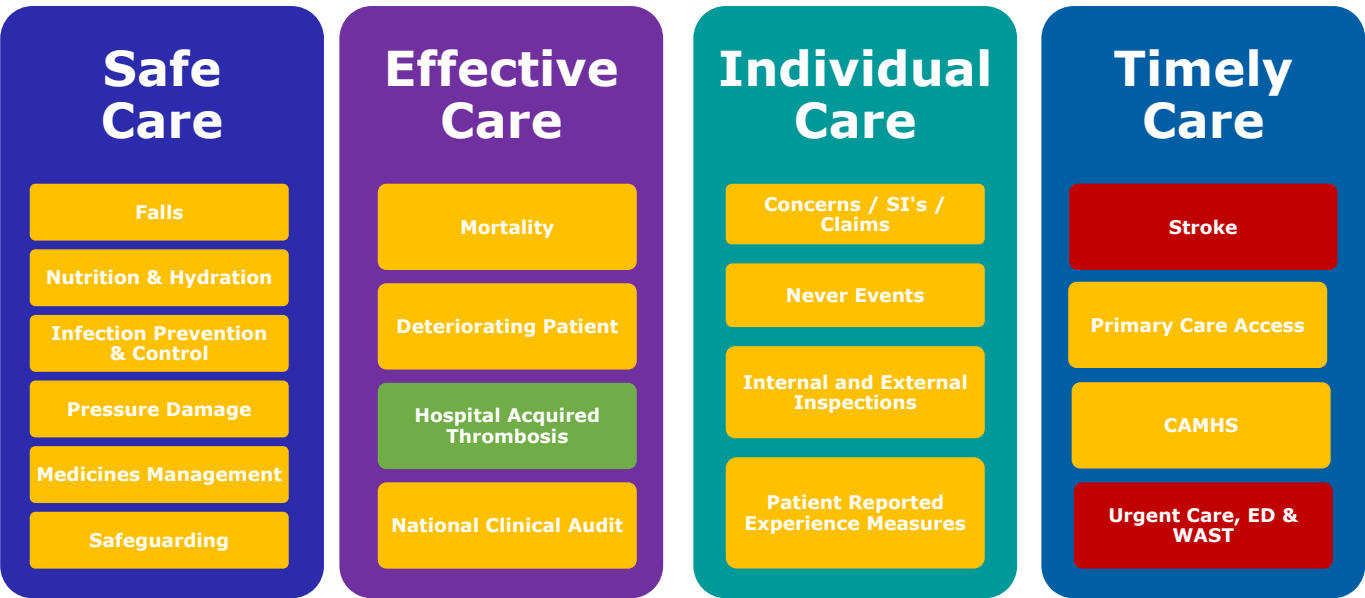 Safe
Care
Falls
Nutrition & Hydration
Infection Prevention
& Control
Pressure Damage
Medicines Management
Safeguarding
Effective
Care
Mortality
Deteriorating Patient
Hospital Acquired
Thrombosis
National Clinical Audit
Individual
Care
Concerns / SI's /
Claims
Never Events
Internal and External
Inspections
Patient Reported
Experience Measures
Timely
Care
Stroke
Primary Care Access
CAMHS
Urgent Care, ED &
WAST